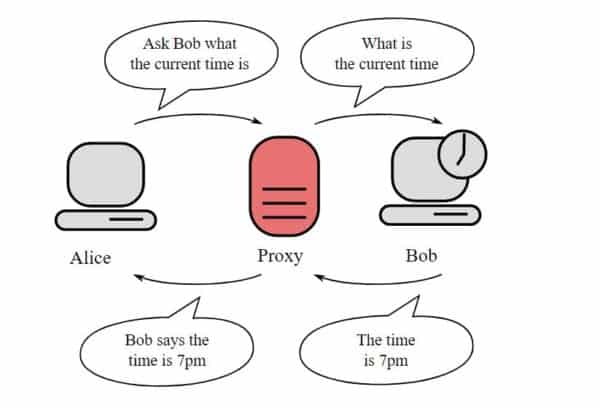 Ask Bob what
the current time is
What is
the current time
Alice
Proxy
Bob
Bob says the
time is 7pm
The time
is 7pm